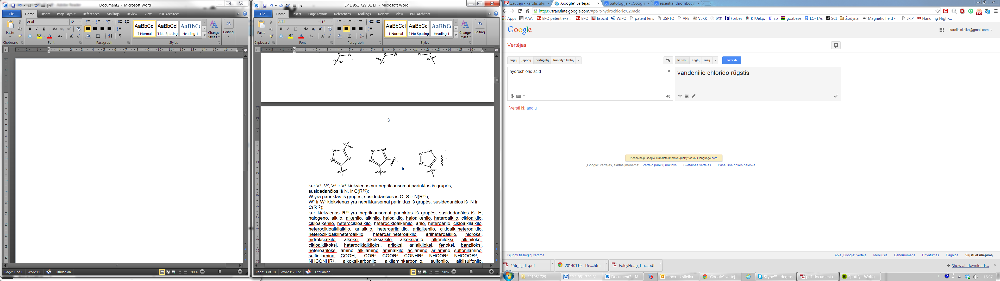 Document2 - Microsoft Word
File Home Insert Page Layout References Mailings Review View PDF Architect
Arial 12
Paste
AaBbCcI AaBbCcI AaBbCc
¶ Normal ¶ No Spacing Heading 1
Change Styles
Editing
Clipboard Font Paragraph Styles
Page: 1 of 1 Words: 0 Lithuanian 90%
EP 1 951 729 B1 LT - Microsoft Word
File Home Insert Page Layout References Mailings Review View PDF Architect
Arial 12
Paste
AaBbCcI AaBbCcI AaBbCc
¶ Normal ¶ No Spacing Heading 1
Change Styles
Editing
Clipboard Font Paragraph Styles
3
ir
kur V¹, V², V³ ir V⁴ kiekvienas yra nepriklausomai parinktas iš grupės,
susidedančios iš N, ir C(R¹⁰);
W yra parinktas iš grupės, susidedančios iš O, S ir N(R¹⁰);
W¹ ir W² kiekvienas yra nepriklausomai parinktas iš grupės, susidedančios iš N ir
C(R¹⁰);
kur kiekvienas R¹⁰ yra nepriklausomai parinktas iš grupės, susidedančios iš: H,
halogeno, alkilo, alkenilo, alkinilo, haloalkilo, haloalkenilo, heteroalkilo, cikloalkilo,
cikloalkenilo, heterocikloalkilo, heterocikloalkenilo, arilo, heteroarilo, cikloalkilalkilo,
heterocikloalkilalkilo, arilalkilo, heteroarilalkilo, arilalkenilo, cikloalkilheteroalkilo,
heterocikloalkilheteroalkilo, heteroarilheteroalkilo, arilheteroalkilo, hidroksi,
hidroksialkilo, alkoksi, alkoksialkilo, alkoksiarilo, alkeniloksi, alkiniloksi,
cikloalkilkoksi, heterociklalkiloksi, ariloksi, arilalkiloksi, fenoksi, benziloksi,
heteroariloksi, amino, alkilamino, aminalkilo, acilamino, arilamino, sulfonilamino,
sulfinilamino, -COOH, - COR³, -COOR³, -CONHR³, -NHCOR³, -NHCOOR³, -
NHCONHR³, alkoksikarbonilo, alkilaminkarbonilo, sulfonilo, alkilsulfonilo,
Page: 3 of 18 Words: 2.322 Lithuanian 90%
Gautieji - karolis.silei „Google“ vertėjas patologija - „Google essential thrombocyt
https://translate.google.com/#pt/lt/hydrochloric%20acid
Apps AAA EPO patent exa... EPO Espcnt WIPO patent lens USPTO VPB VLKK IP® Forbes KTUel.p. Eb goabase LOFTAs SCI Žodynai Magnetic field -... JPIP Handling High-...
Google
karolis.sileika@gmail.com
Vertėjas
anglų japonų portugalų Nustatyti kalbą
lietuvių anglų rusų Išversti
hydrochloric acid
vandenilio chlorido rūgštis
Versti iš: anglų
Please help Google Translate improve quality for your language here.
„Google“ vertėjas, skirtas įmonėms: Vertėjo įrankių rinkinys Svetainės vertėjas Pasaulinė rinkos paieška
Išjungti tiesioginį vertimą
Apie „Google“ vertėją Mobilusis Bendruomenė Privatumas Pagalba Siųsti atsiliepimą
156_lt_LTL.pdf 20140110 - De....htm FoleyHoag_Tra....pdf Show all downloads...
EP1951729 - EP 1 951 729 B1... Document2 - M... Inbox - k.sileika... „Google“ vertėj... Skype™ - degras pdf-document (... Spotify - Wolfg... LT 15:37